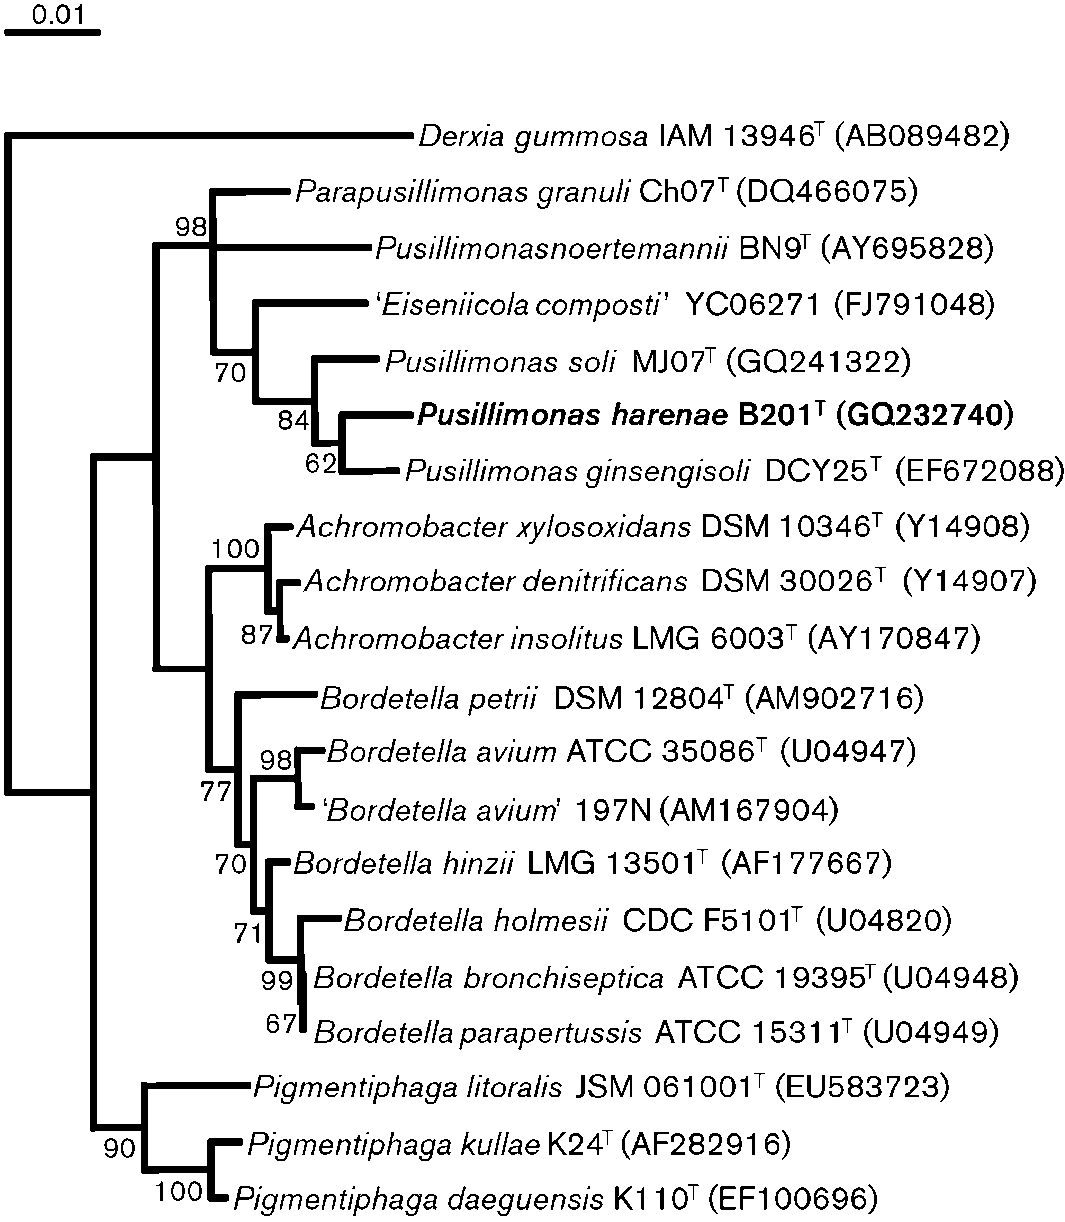 0.01
Derxia gummosa IAM 13946ᵀ (AB089482)
Parapusillimonas granuli Ch07ᵀ (DQ466075)
98
Pusillimonasnoertemannii BN9ᵀ (AY695828)
‘Eiseniicola composti’ YC06271 (FJ791048)
Pusillimonas soli MJ07ᵀ (GQ241322)
70
Pusillimonas harenae B201ᵀ (GQ232740)
84
Pusillimonas ginsengisoli DCY25ᵀ (EF672088)
62
Achromobacter xylosoxidans DSM 10346ᵀ (Y14908)
100
Achromobacter denitrificans DSM 30026ᵀ (Y14907)
Achromobacter insolitus LMG 6003ᵀ (AY170847)
87
Bordetella petrii DSM 12804ᵀ (AM902716)
Bordetella avium ATCC 35086ᵀ (U04947)
98
77
‘Bordetella avium’ 197N (AM167904)
Bordetella hinzii LMG 13501ᵀ (AF177667)
70
Bordetella holmesii CDC F5101ᵀ (U04820)
71
Bordetella bronchiseptica ATCC 19395ᵀ (U04948)
99
Bordetella parapertussis ATCC 15311ᵀ (U04949)
67
Pigmentiphaga litoralis JSM 061001ᵀ (EU583723)
Pigmentiphaga kullae K24ᵀ (AF282916)
90
Pigmentiphaga daeguensis K110ᵀ (EF100696)
100